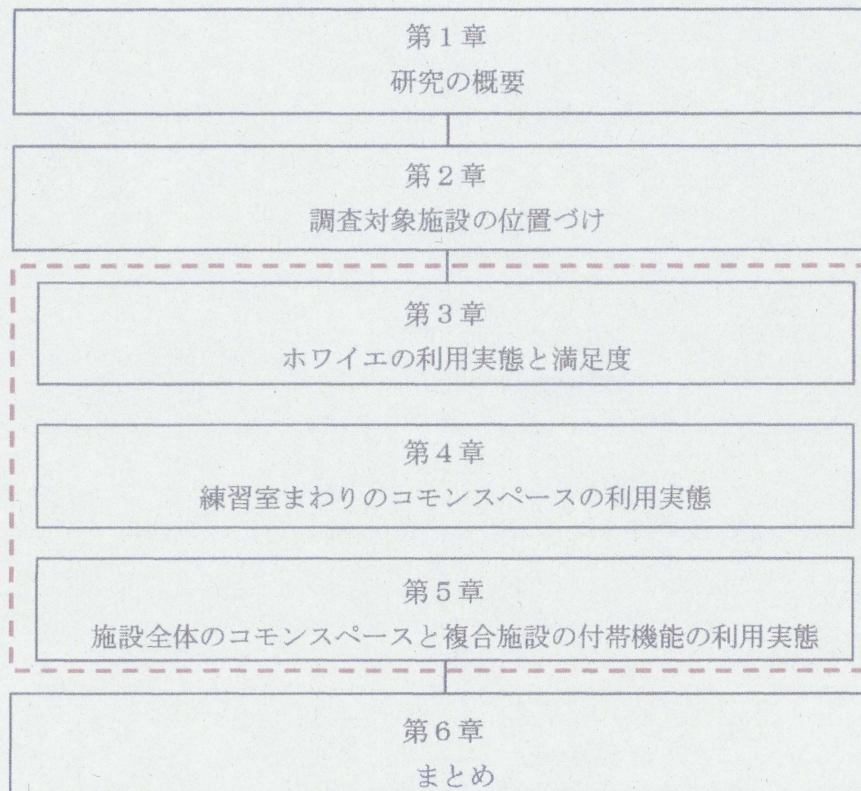 第1章
研究の概要
第2章
調査対象施設の位置づけ
第3章
ホワイエの利用実態と満足度
第4章
練習室まわりのコモンスペースの利用実態
第5章
施設全体のコモンスペースと複合施設の付帯機能の利用実態
第6章
まとめ